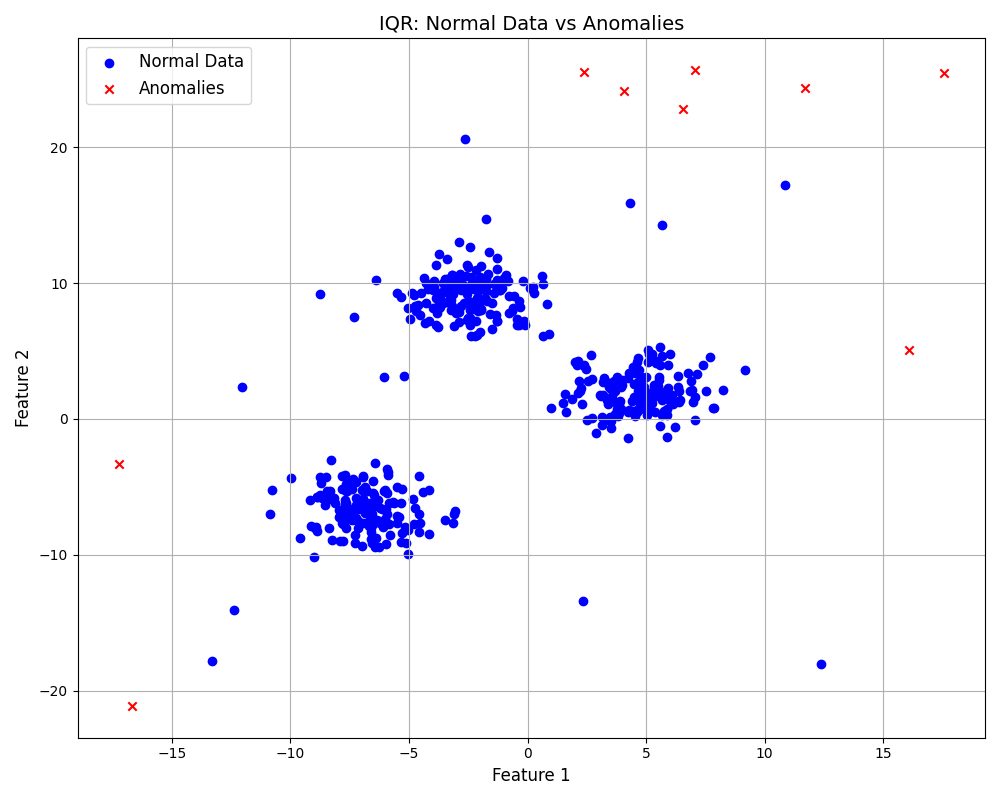 IQR: Normal Data vs Anomalies
Normal Data
Anomalies
20
10
0
−10
−20
Feature 2
−15 −10 −5 0 5 10 15
Feature 1